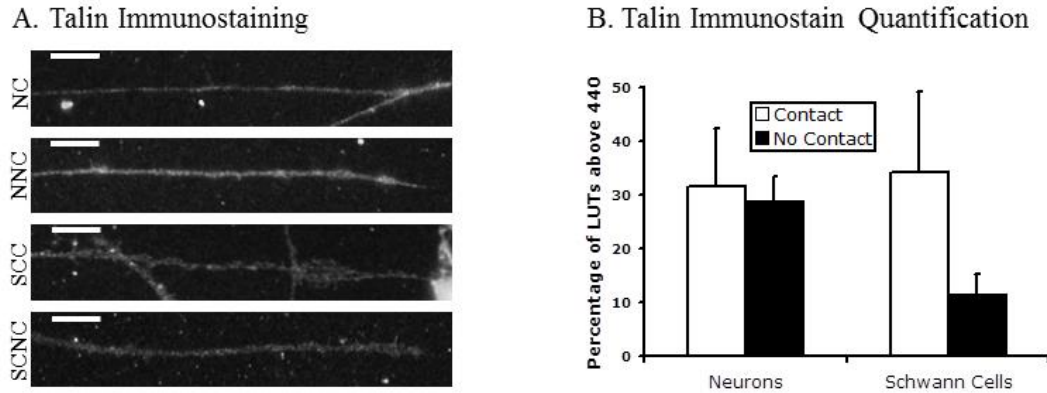 A. Talin Immunostaining
NC
NNC
SCC
SCNC
B. Talin Immunostain Quantification
Percentage of LUTs above 440
50
40
30
20
10
0
Contact
No Contact
Neurons
Schwann Cells